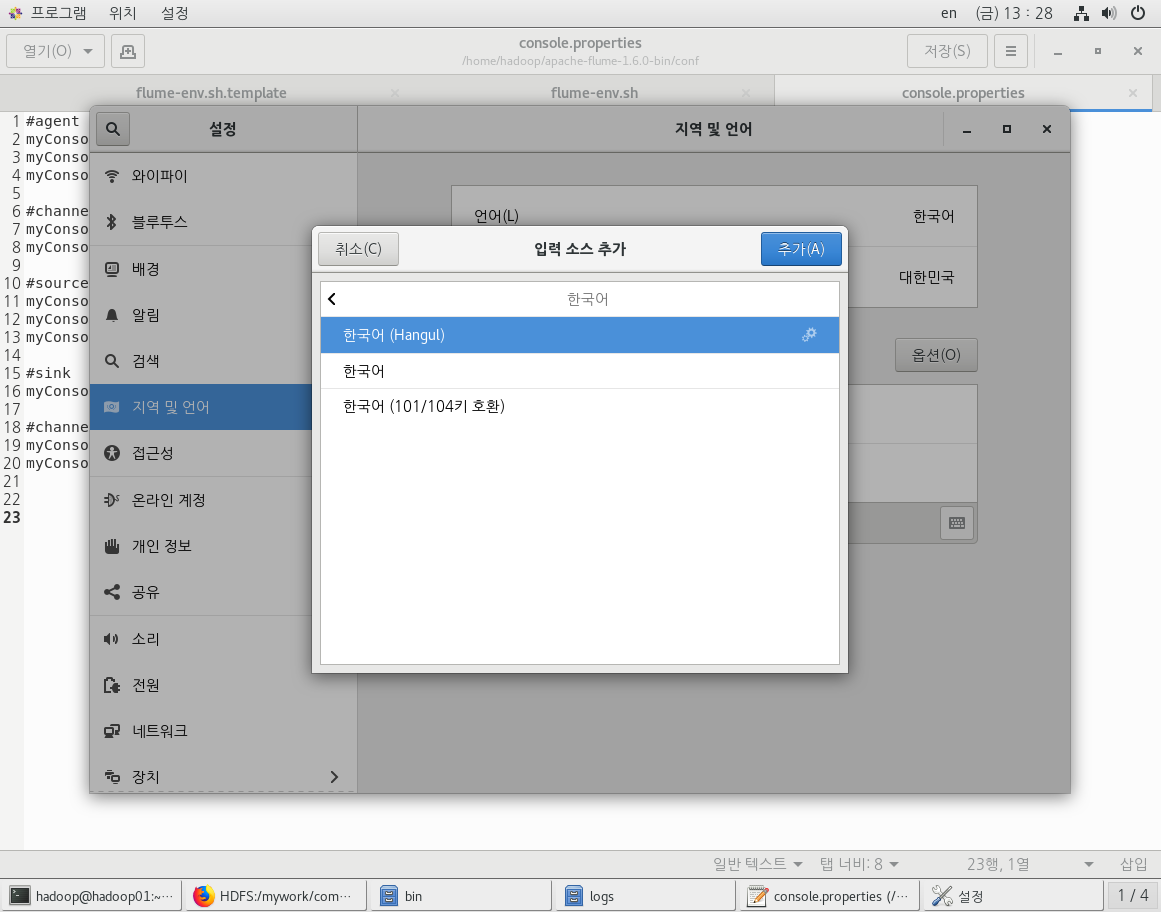 프로그램 위치 설정 en (금) 13 : 28
열기(O) console.properties 저장(S)
/home/hadoop/apache-flume-1.6.0-bin/conf
flume-env.sh.template flume-env.sh console.properties
설정 지역 및 언어
1 #agent
2 myConso
3 myConso
4 myConso
5
6 #channe
7 myConso
8 myConso
9
10 #source
11 myConso
12 myConso
13 myConso
14
15 #sink
16 myConso
17
18 #channe
19 myConso
20 myConso
21
22
23
와이파이
블루투스
배경
알림
검색
지역 및 언어
접근성
온라인 계정
개인 정보
공유
소리
전원
네트워크
장치
언어(L) 한국어
대한민국
옵션(O)
취소(C) 입력 소스 추가 추가(A)
한국어
한국어 (Hangul)
한국어
한국어 (101/104키 호환)
일반 텍스트 탭 너비: 8 23행, 1열 삽입
hadoop@hadoop01:~··· HDFS:/mywork/com··· bin logs console.properties (/··· 설정 1 / 4